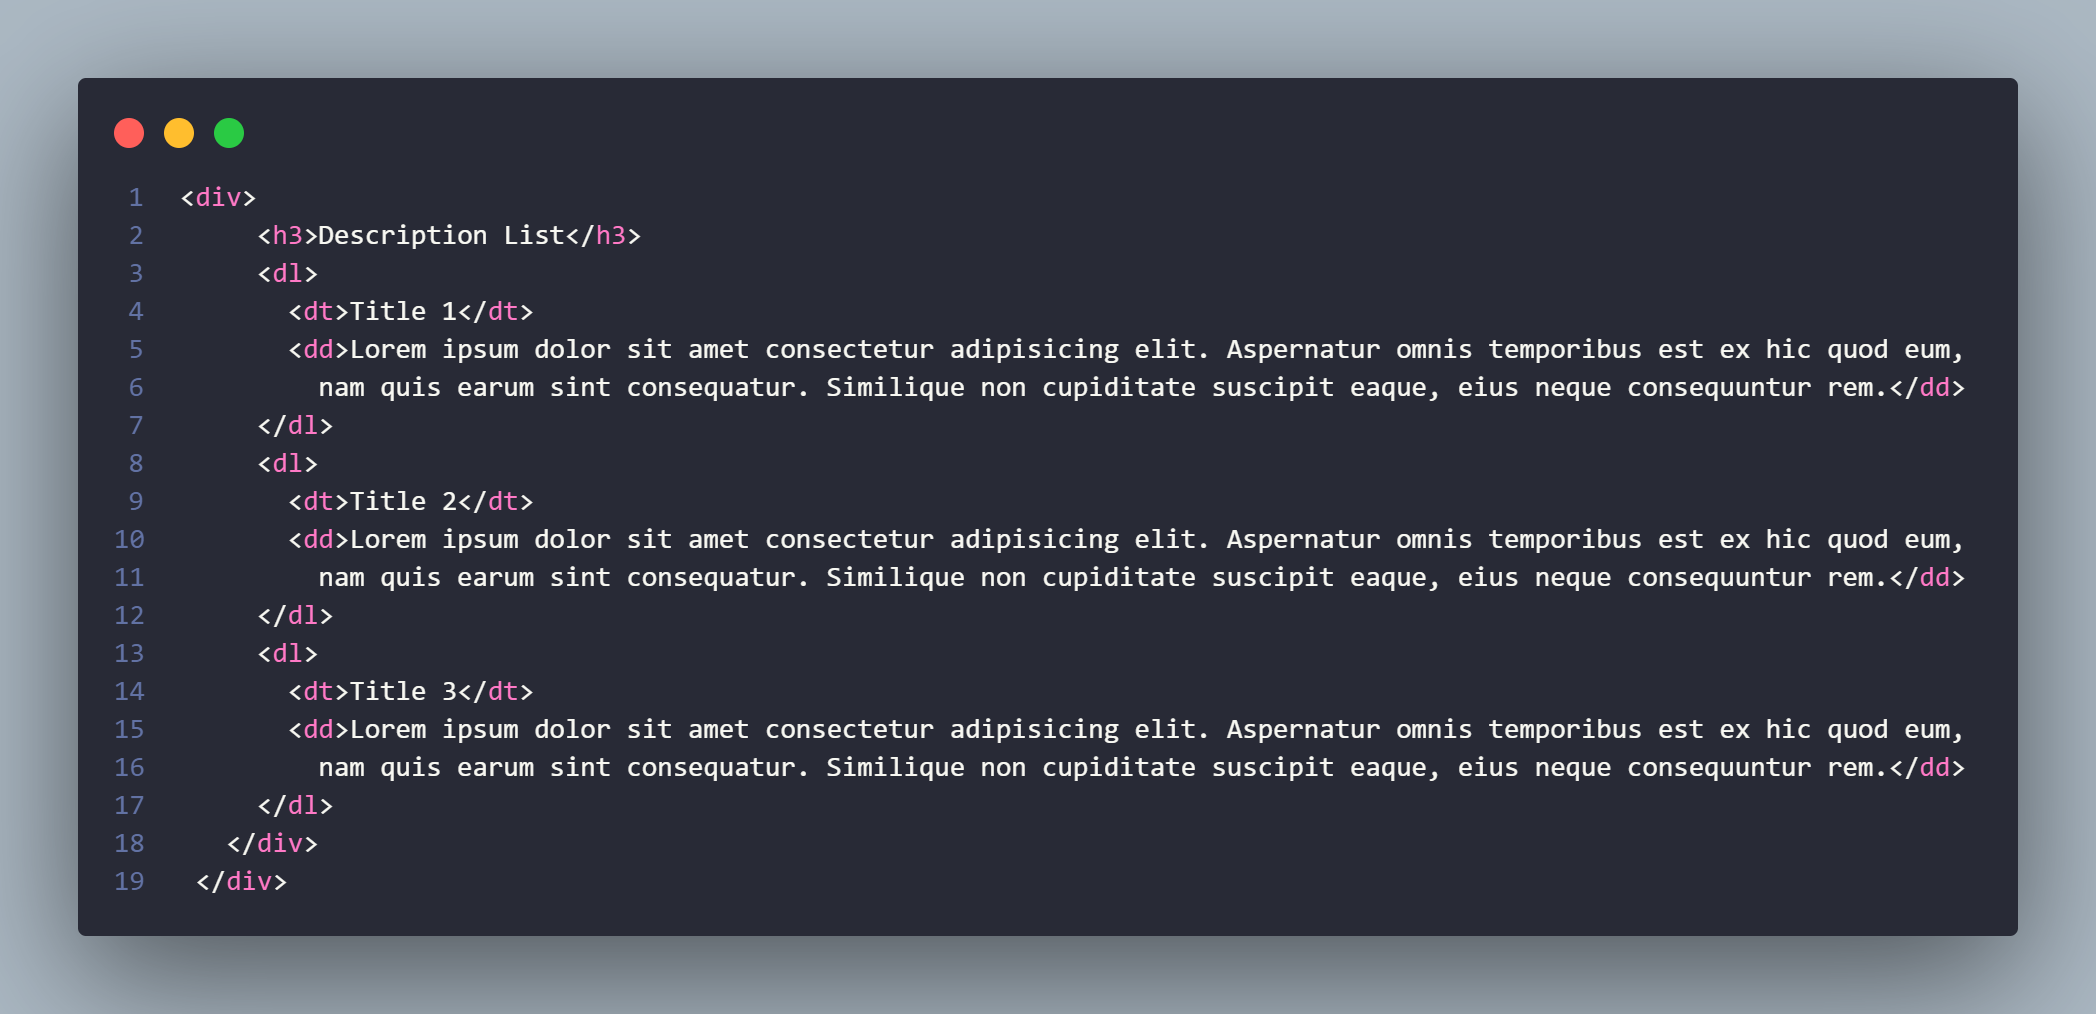 1 <div>
2 <h3>Description List</h3>
3 <dl>
4 <dt>Title 1</dt>
5 <dd>Lorem ipsum dolor sit amet consectetur adipisicing elit. Aspernatur omnis temporibus est ex hic quod eum,
6 nam quis earum sint consequatur. Similique non cupiditate suscipit eaque, eius neque consequuntur rem.</dd>
7 </dl>
8 <dl>
9 <dt>Title 2</dt>
10 <dd>Lorem ipsum dolor sit amet consectetur adipisicing elit. Aspernatur omnis temporibus est ex hic quod eum,
11 nam quis earum sint consequatur. Similique non cupiditate suscipit eaque, eius neque consequuntur rem.</dd>
12 </dl>
13 <dl>
14 <dt>Title 3</dt>
15 <dd>Lorem ipsum dolor sit amet consectetur adipisicing elit. Aspernatur omnis temporibus est ex hic quod eum,
16 nam quis earum sint consequatur. Similique non cupiditate suscipit eaque, eius neque consequuntur rem.</dd>
17 </dl>
18 </div>
19 </div>